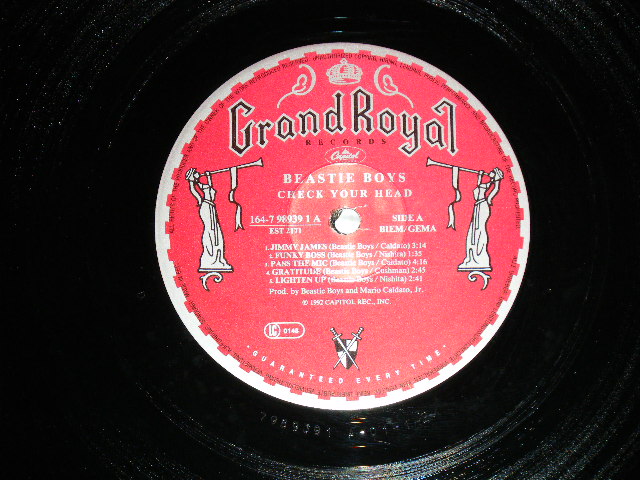 Grand Royal
RECORDS
Capitol
BEASTIE BOYS
CHECK YOUR HEAD
164-7 98939 1 A
EST 2171
SIDE A
BIEM/GEMA
1. JIMMY JAMES (Beastie Boys / Caldato) 3:14
2. FUNKY BOSS (Beastie Boys / Nishita) 1:35
3. PASS THE MIC (Beastie Boys / Caldato) 4:16
4. GRATITUDE (Beastie Boys / Cushman) 2:45
5. LIGHTEN UP (Beastie Boys / Nishita) 2:41
Prod. by Beastie Boys and Mario Caldato, Jr.
© 1992 CAPITOL REC., INC.
LC 0148
· GUARANTEED EVERY TIME ·